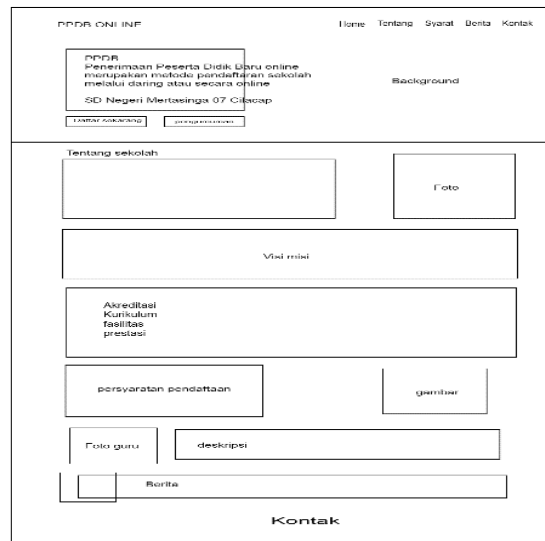 PPDB ONLINE
Home Tentang Syarat Berita Kontak
PPDB
Penerimaan Peserta Didik Baru online
merupakan metode pendaftaran sekolah
melalui daring atau secara online
SD Negeri Mertasinga 07 Cilacap
Background
Daftar sekarang
pengumuman
Tentang sekolah
Foto
Visi misi
Akreditasi
Kurikulum
fasilitas
prestasi
persyaratan pendaftaan
gambar
Foto guru
deskripsi
Berita
Kontak